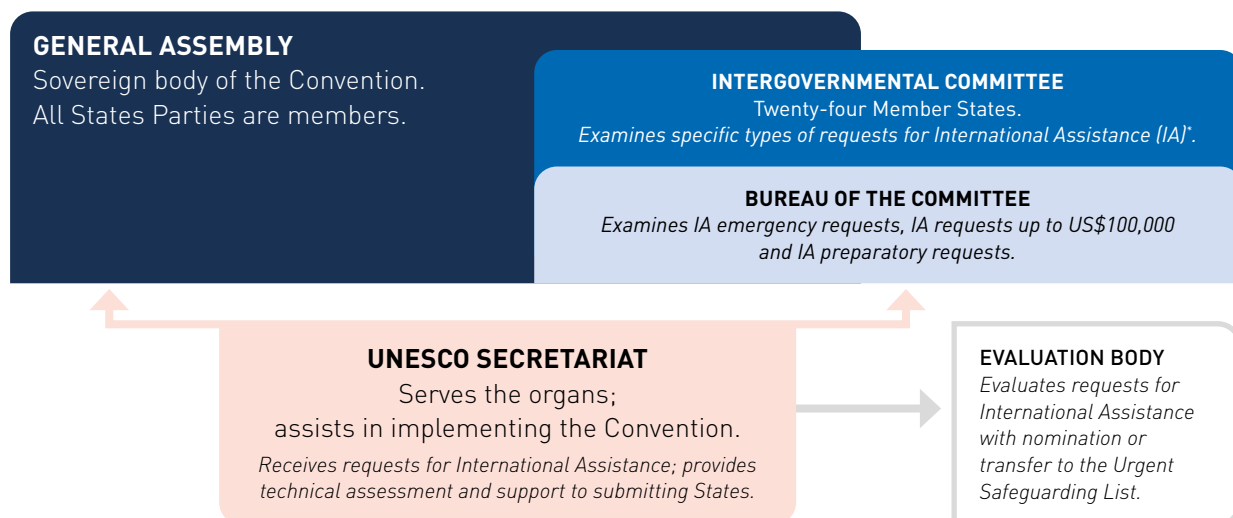 GENERAL ASSEMBLY
Sovereign body of the Convention.
All States Parties are members.
INTERGOVERNMENTAL COMMITTEE
Twenty-four Member States.
Examines specific types of requests for International Assistance (IA)*.
BUREAU OF THE COMMITTEE
Examines IA emergency requests, IA requests up to US$100,000
and IA preparatory requests.
UNESCO SECRETARIAT
Serves the organs;
assists in implementing the Convention.
Receives requests for International Assistance; provides
technical assessment and support to submitting States.
EVALUATION BODY
Evaluates requests for
International Assistance
with nomination or
transfer to the Urgent
Safeguarding List.